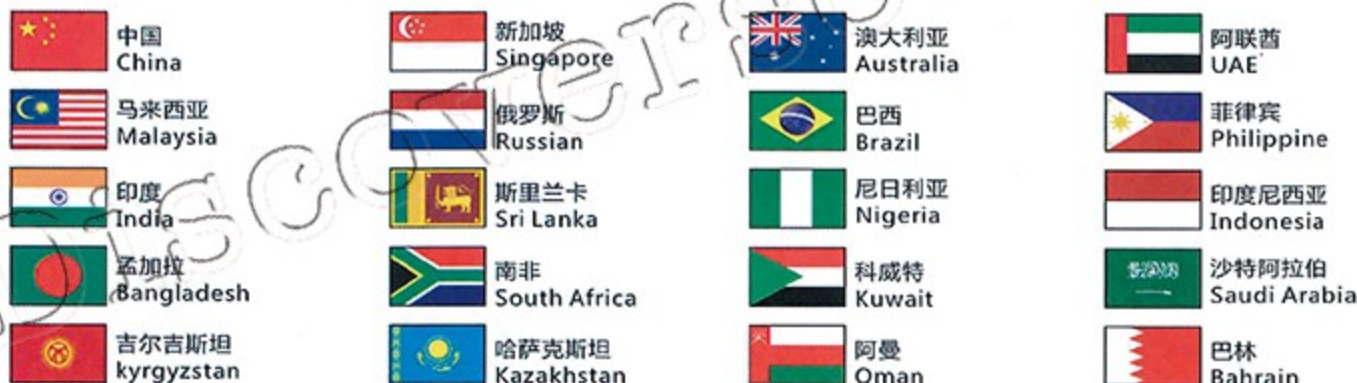 中国
China
新加坡
Singapore
澳大利亚
Australia
阿联酋
UAE
马来西亚
Malaysia
俄罗斯
Russian
巴西
Brazil
菲律宾
Philippine
印度
India
斯里兰卡
Sri Lanka
尼日利亚
Nigeria
印度尼西亚
Indonesia
孟加拉
Bangladesh
南非
South Africa
科威特
Kuwait
沙特阿拉伯
Saudi Arabia
吉尔吉斯坦
kyrgyzstan
哈萨克斯坦
Kazakhstan
阿曼
Oman
巴林
Bahrain